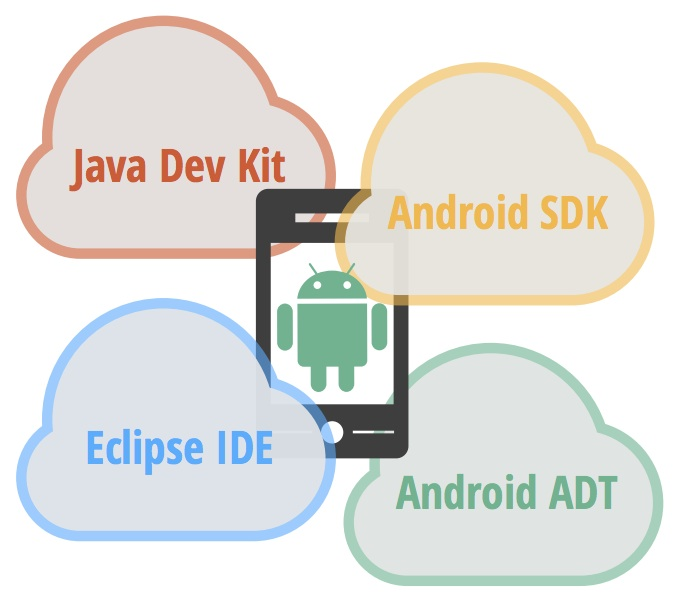 Java Dev Kit
Android SDK
Eclipse IDE
Android ADT